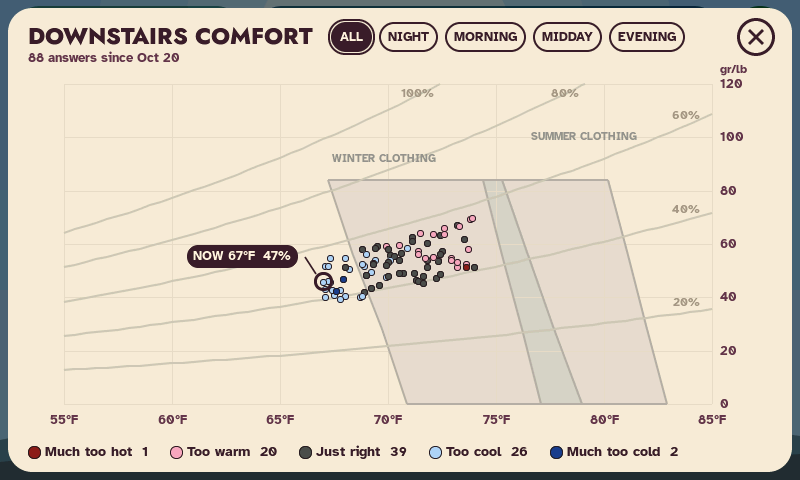 DOWNSTAIRS COMFORT
ALL NIGHT MORNING MIDDAY EVENING
88 answers since Oct 20
gr/lb
120
100%
80%
60%
SUMMER CLOTHING
100
WINTER CLOTHING
80
40%
60
NOW 67°F 47%
40
20%
20
0
55°F 60°F 65°F 70°F 75°F 80°F 85°F
Much too hot 1 Too warm 20 Just right 39 Too cool 26 Much too cold 2